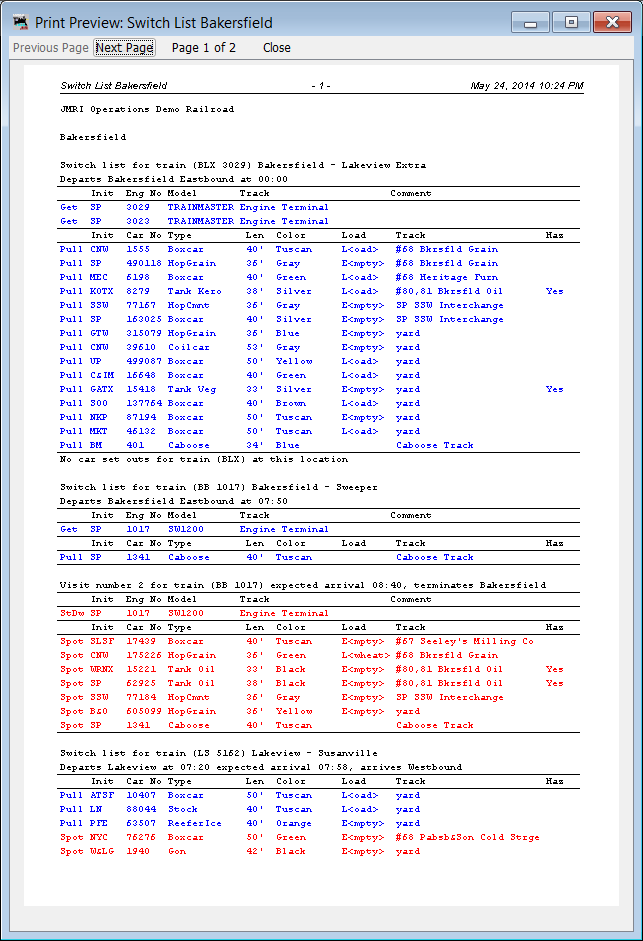 Print Preview: Switch List Bakersfield
Previous Page Next Page Page 1 of 2 Close
Switch List Bakersfield - 1 - May 24, 2014 10:24 PM
JMRI Operations Demo Railroad
Bakersfield
Switch list for train (BLX 3029) Bakersfield - Lakeview Extra
Departs Bakersfield Eastbound at 00:00
Init Eng No Model Track Comment
Get SP 3029 TRAINMASTER Engine Terminal
Get SP 3023 TRAINMASTER Engine Terminal
Init Car No Type Len Color Load Track Haz
Pull CNW 1555 Boxcar 40' Tuscan L<oad> #68 Bkrsfld Grain
Pull SP 490118 HopGrain 36' Gray E<mpty> #68 Bkrsfld Grain
Pull MEC 6198 Boxcar 40' Green L<oad> #68 Heritage Furn
Pull KOTX 8279 Tank Kero 38' Silver L<oad> #80,81 Bkrsfld Oil Yes
Pull SSW 77167 HopCmnt 36' Gray E<mpty> SP SSW Interchange
Pull SP 163025 Boxcar 40' Silver E<mpty> SP SSW Interchange
Pull GTW 315079 HopGrain 36' Blue E<mpty> yard
Pull CNW 39610 Coilcar 53' Gray E<mpty> yard
Pull UP 499087 Boxcar 50' Yellow L<oad> yard
Pull C&IM 16648 Boxcar 40' Green L<oad> yard
Pull GATX 15418 Tank Veg 33' Silver E<mpty> yard Yes
Pull SOO 137764 Boxcar 40' Brown L<oad> yard
Pull NKP 87194 Boxcar 50' Tuscan E<mpty> yard
Pull MKT 46132 Boxcar 50' Tuscan L<oad> yard
Pull BM 401 Caboose 34' Blue Caboose Track
No car set outs for train (BLX) at this location
Switch list for train (BB 1017) Bakersfield - Sweeper
Departs Bakersfield Eastbound at 07:50
Init Eng No Model Track Comment
Get SP 1017 SW1200 Engine Terminal
Init Car No Type Len Color Load Track Haz
Pull SP 1341 Caboose 40' Tuscan Caboose Track
Visit number 2 for train (BB 1017) expected arrival 08:40, terminates Bakersfield
Init Eng No Model Track Comment
StDw SP 1017 SW1200 Engine Terminal
Init Car No Type Len Color Load Track Haz
Spot SLSF 17439 Boxcar 40' Tuscan E<mpty> #67 Seeley's Milling Co
Spot CNW 175226 HopGrain 36' Green L<wheat> #68 Bkrsfld Grain
Spot WRNX 15221 Tank Oil 33' Black E<mpty> #80,81 Bkrsfld Oil Yes
Spot SP 62925 Tank Oil 38' Black E<mpty> #80,81 Bkrsfld Oil Yes
Spot SSW 77184 HopCmnt 36' Gray E<mpty> SP SSW Interchange
Spot B&O 605099 HopGrain 36' Yellow E<mpty> yard
Spot SP 1341 Caboose 40' Tuscan Caboose Track
Switch list for train (LS 5162) Lakeview - Susanville
Departs Lakeview at 07:20 expected arrival 07:58, arrives Westbound
Init Car No Type Len Color Load Track Haz
Pull ATSF 10407 Boxcar 50' Tuscan L<oad> yard
Pull LN 88044 Stock 40' Tuscan L<oad> yard
Pull PFE 63507 ReeferIce 40' Orange E<mpty> yard
Spot NYC 76276 Boxcar 50' Green E<mpty> #68 Pabsb&Son Cold Strge
Spot W&LG 1940 Gon 42' Black E<mpty> yard